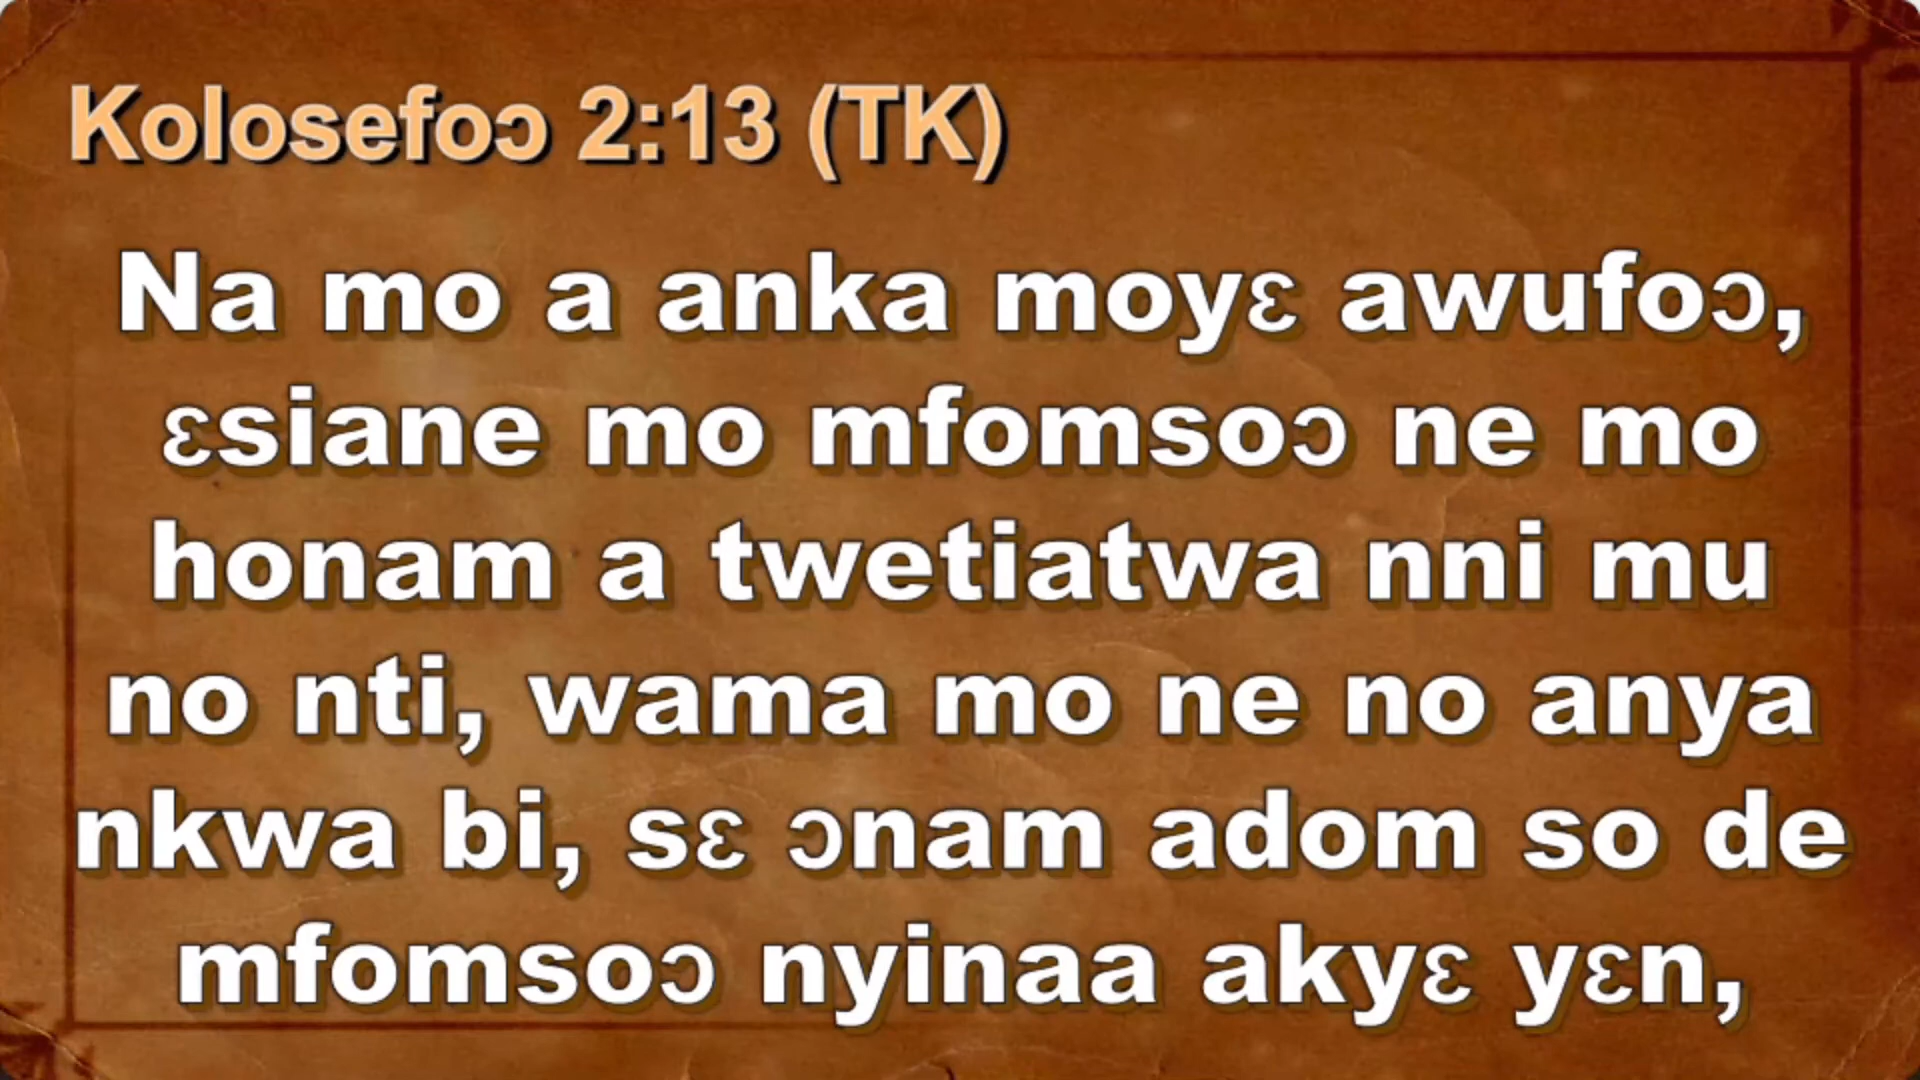 Kolosefoɔ 2:13 (TK)
Na mo a anka moyɛ awufoɔ,
ɛsiane mo mfomsoɔ ne mo
honam a twetiatwa nni mu
no nti, wama mo ne no anya
nkwa bi, sɛ ɔnam adom so de
mfomsoɔ nyinaa akyɛ yɛn,